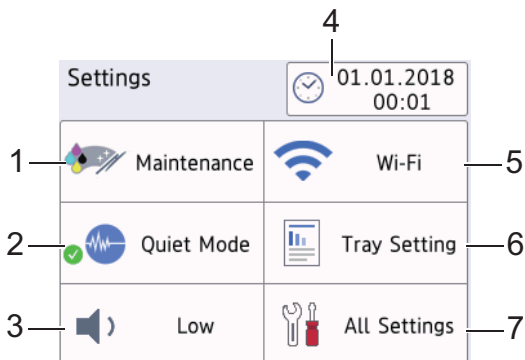 4
Settings
01.01.2018
00:01
1
Maintenance
Wi-Fi
5
2
Quiet Mode
Tray Setting
6
3
Low
All Settings
7